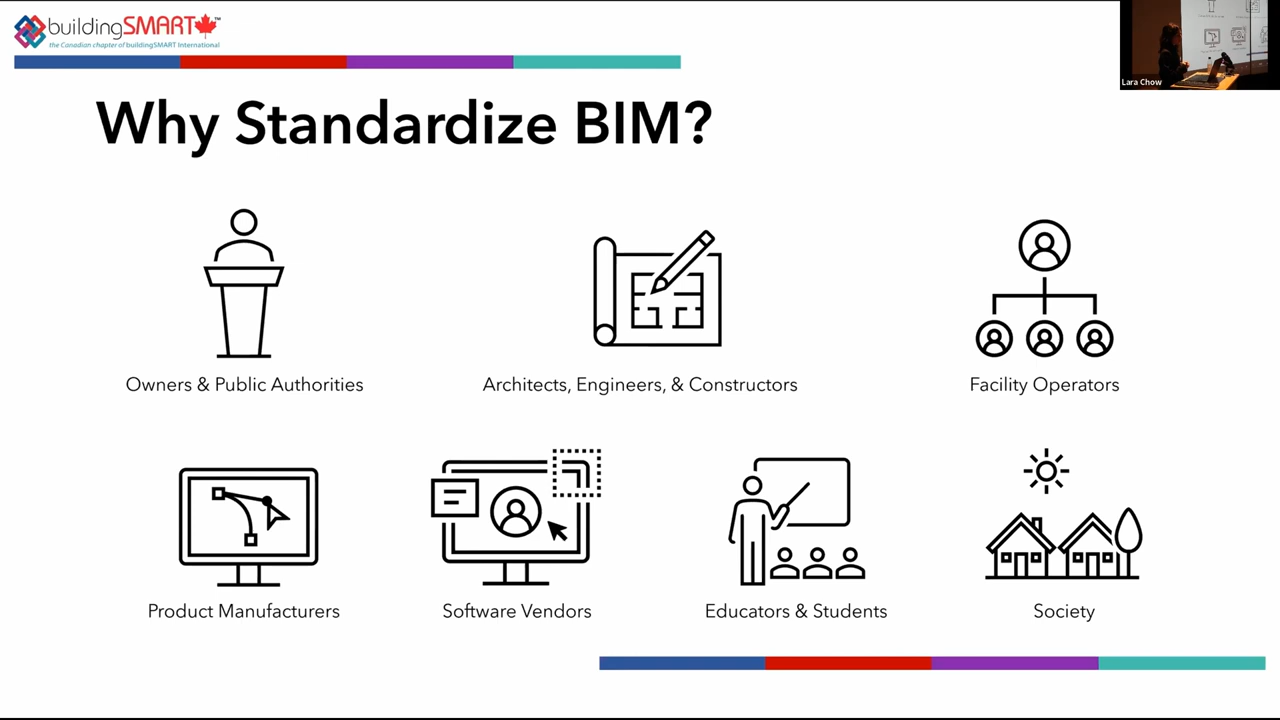 buildingSMART™
the Canadian chapter of buildingSMART International
Lara Chow
Why Standardize BIM?
Owners & Public Authorities
Architects, Engineers, & Constructors
Facility Operators
Product Manufacturers
Software Vendors
Educators & Students
Society